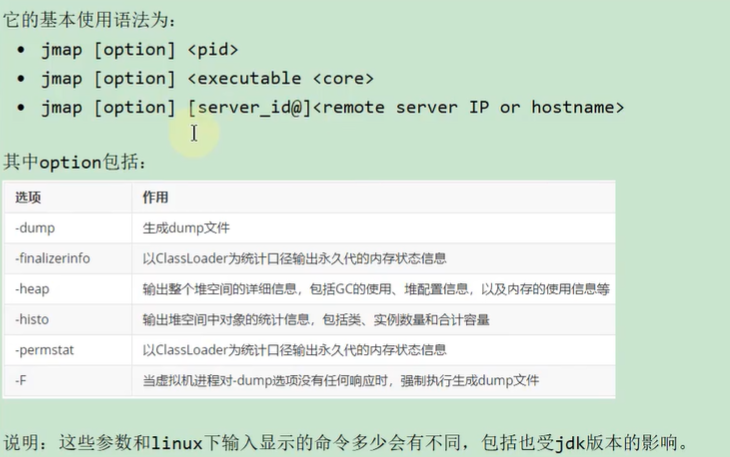 它的基本使用语法为：
• jmap [option] <pid>
• jmap [option] <executable <core>
• jmap [option] [server_id@]<remote server IP or hostname>
其中option包括：
选项 作用
-dump 生成dump文件
-finalizerinfo 以ClassLoader为统计口径输出永久代的内存状态信息
-heap 输出整个堆空间的详细信息，包括GC的使用、堆配置信息，以及内存的使用信息等
-histo 输出堆空间中对象的统计信息，包括类、实例数量和合计容量
-permstat 以ClassLoader为统计口径输出永久代的内存状态信息
-F 当虚拟机进程对-dump选项没有任何响应时，强制执行生成dump文件
说明：这些参数和linux下输入显示的命令多少会有不同，包括也受jdk版本的影响。